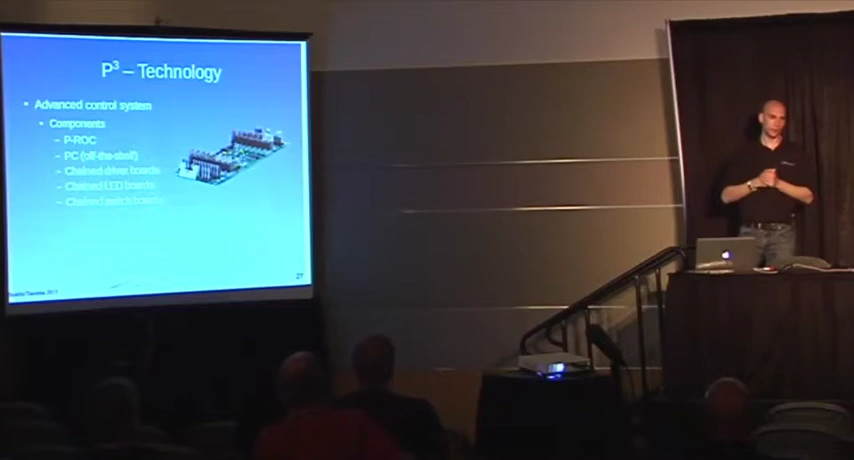 P³ – Technology
• Advanced control system
• Components
– P-ROC
– PC (off-the-shelf)
– Chained driver boards
– Chained LED boards
– Chained switch boards
27